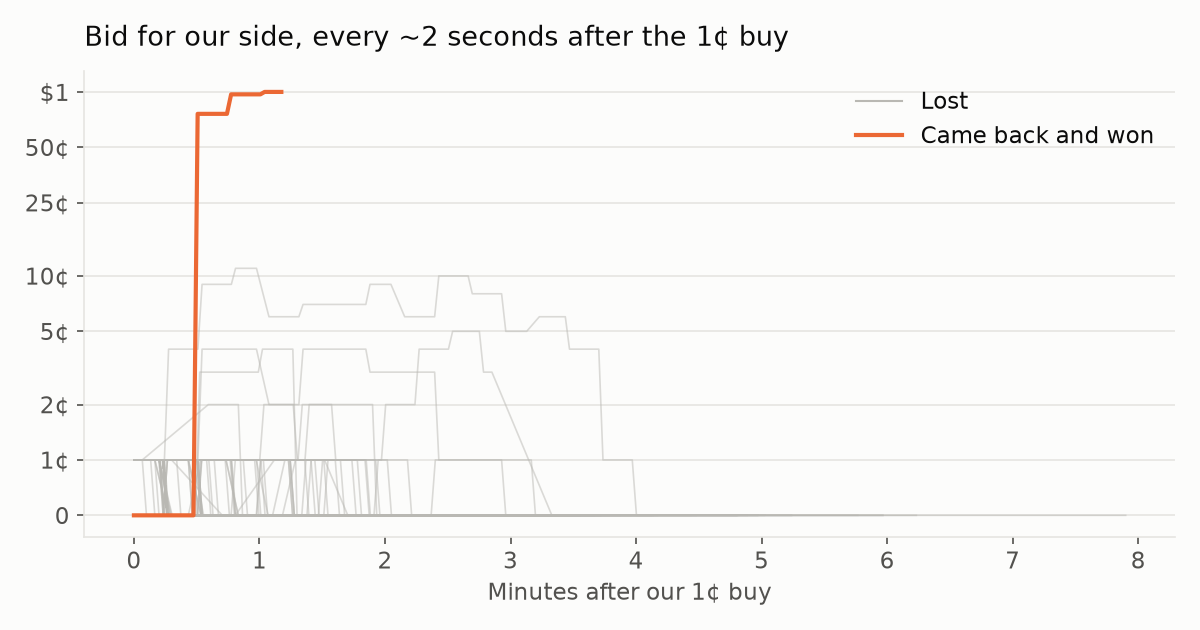 Bid for our side, every ~2 seconds after the 1¢ buy
$1
50¢
25¢
10¢
5¢
2¢
1¢
0
Lost
Came back and won
0 1 2 3 4 5 6 7 8
Minutes after our 1¢ buy